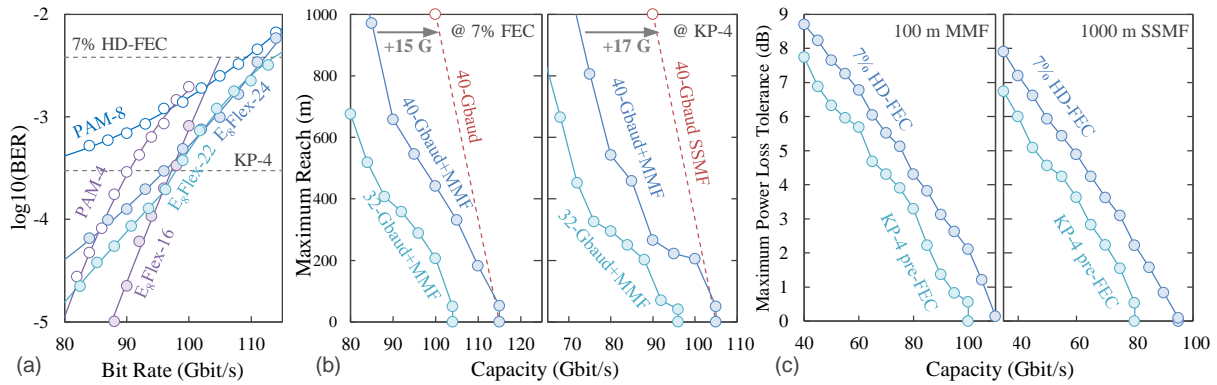 -2
-3
-4
-5
log10(BER)
7% HD-FEC
PAM-8
KP-4
PAM-4
E8Flex-24
E8Flex-22
E8Flex-16
80 90 100 110
Bit Rate (Gbit/s)
(a)
1000
800
600
400
200
0
Maximum Reach (m)
+15 G
@ 7% FEC
40-Gbaud
40-Gbaud+MMF
32-Gbaud+MMF
80 90 100 110 120
+17 G
@ KP-4
40-Gbaud SSMF
40-Gbaud+MMF
32-Gbaud+MMF
70 80 90 100 110
Capacity (Gbit/s)
(b)
9
8
7
6
5
4
3
2
1
0
Maximum Power Loss Tolerance (dB)
100 m MMF
7% HD-FEC
KP-4 pre-FEC
40 60 80 100
1000 m SSMF
7% HD-FEC
KP-4 pre-FEC
40 60 80 100
Capacity (Gbit/s)
(c)